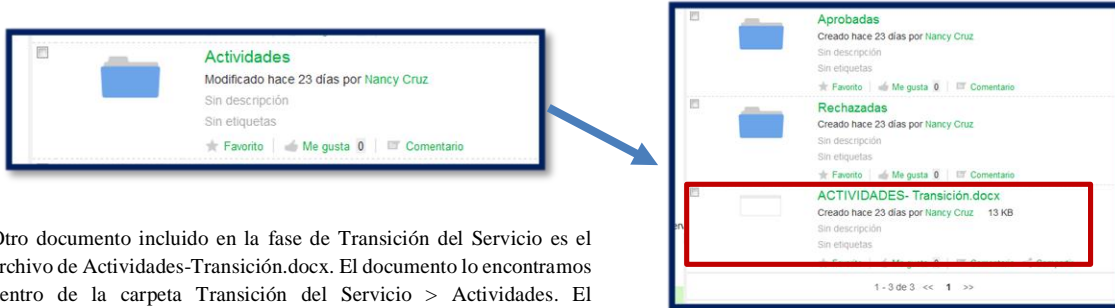 Actividades
Modificado hace 23 días por Nancy Cruz
Sin descripción
Sin etiquetas
Favorito Me gusta 0 Comentario
Aprobadas
Creado hace 23 días por Nancy Cruz
Sin descripción
Sin etiquetas
Favorito Me gusta 0 Comentario
Rechazadas
Creado hace 23 días por Nancy Cruz
Sin descripción
Sin etiquetas
Favorito Me gusta 0 Comentario
ACTIVIDADES- Transición.docx
Creado hace 23 días por Nancy Cruz 13 KB
Sin descripción
Sin etiquetas
1 - 3 de 3 << 1 >>
Otro documento incluido en la fase de Transición del Servicio es el
archivo de Actividades-Transición.docx. El documento lo encontramos
dentro de la carpeta Transición del Servicio > Actividades. El